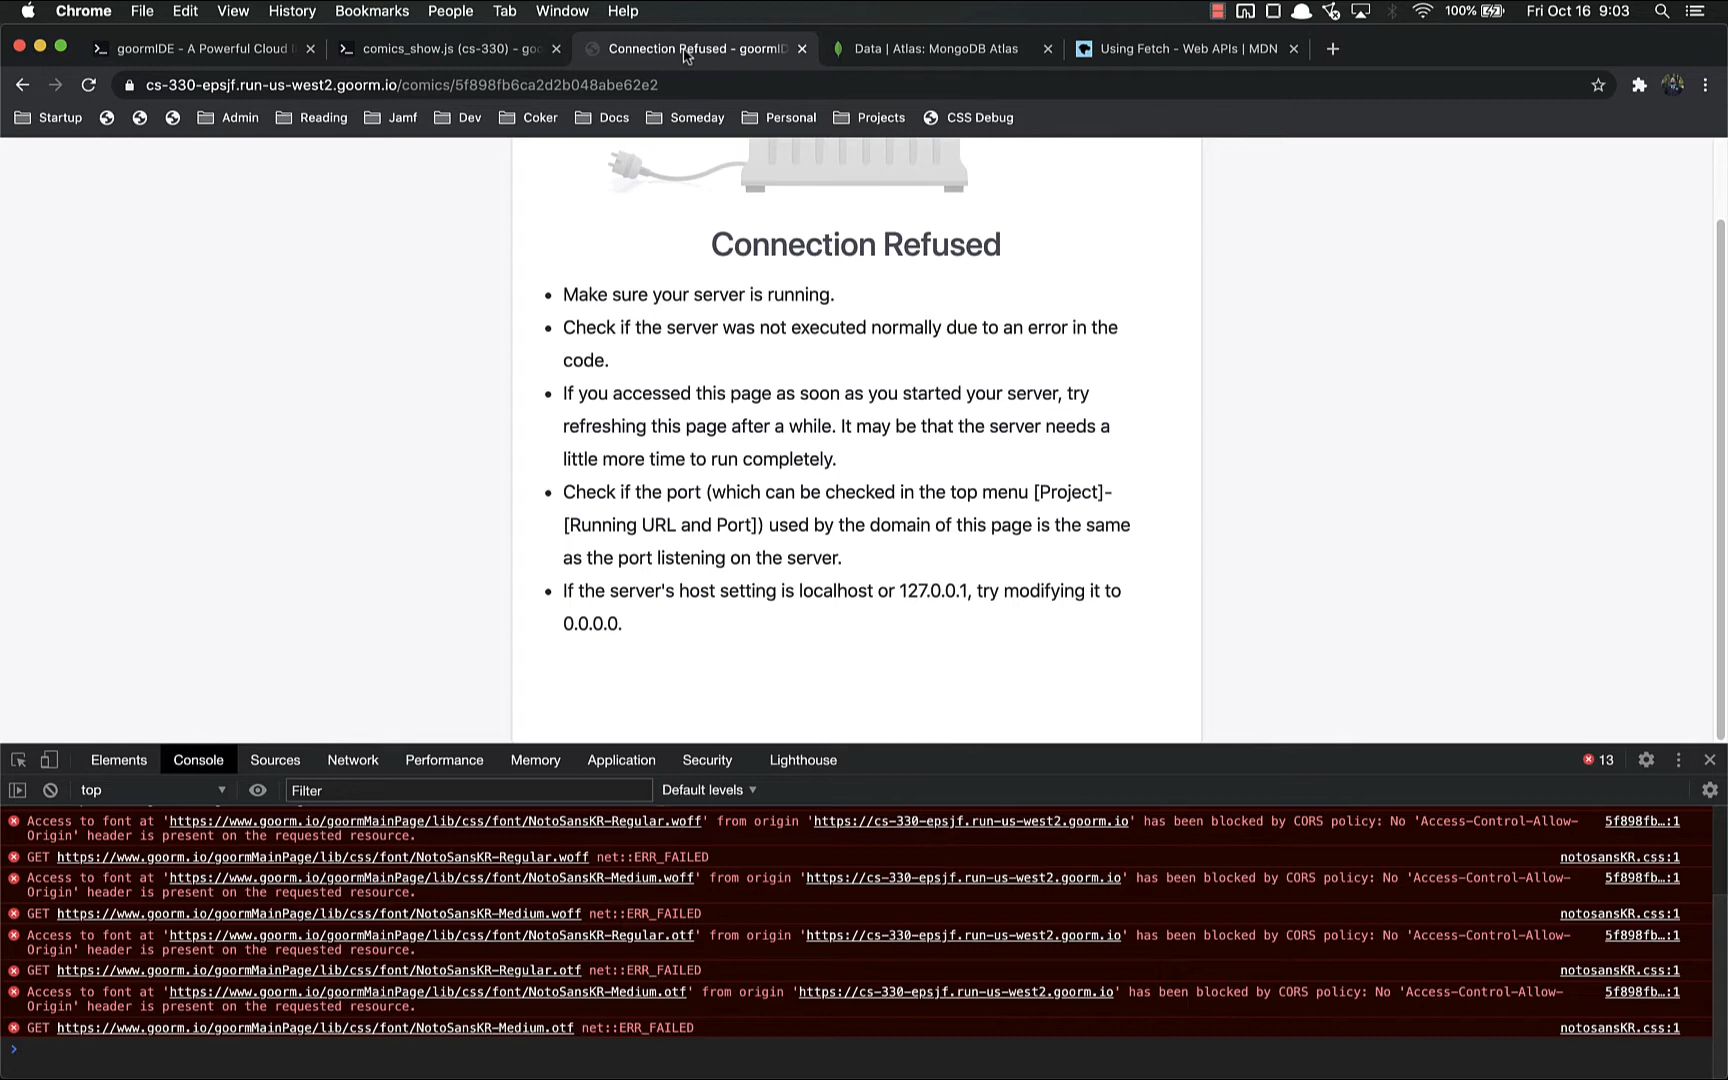 Chrome File Edit View History Bookmarks People Tab Window Help 100% Fri Oct 16 9:03
goormIDE - A Powerful Cloud comics_show.js (cs-330) - goo Connection Refused - goormID Data | Atlas: MongoDB Atlas Using Fetch - Web APIs | MDN
cs-330-epsjf.run-us-west2.goorm.io/comics/5f898fb6ca2d2b048abe62e2
Startup Admin Reading Jamf Dev Coker Docs Someday Personal Projects CSS Debug
Connection Refused
• Make sure your server is running.
• Check if the server was not executed normally due to an error in the
code.
• If you accessed this page as soon as you started your server, try
refreshing this page after a while. It may be that the server needs a
little more time to run completely.
• Check if the port (which can be checked in the top menu [Project]-
[Running URL and Port]) used by the domain of this page is the same
as the port listening on the server.
• If the server's host setting is localhost or 127.0.0.1, try modifying it to
0.0.0.0.
Elements Console Sources Network Performance Memory Application Security Lighthouse 13
top Filter Default levels
Access to font at 'https://www.goorm.io/goormMainPage/lib/css/font/NotoSansKR-Regular.woff' from origin 'https://cs-330-epsjf.run-us-west2.goorm.io' has been blocked by CORS policy: No 'Access-Control-Allow- 5f898fb…:1
Origin' header is present on the requested resource.
GET https://www.goorm.io/goormMainPage/lib/css/font/NotoSansKR-Regular.woff net::ERR_FAILED notosansKR.css:1
Access to font at 'https://www.goorm.io/goormMainPage/lib/css/font/NotoSansKR-Medium.woff' from origin 'https://cs-330-epsjf.run-us-west2.goorm.io' has been blocked by CORS policy: No 'Access-Control-Allow- 5f898fb…:1
Origin' header is present on the requested resource.
GET https://www.goorm.io/goormMainPage/lib/css/font/NotoSansKR-Medium.woff net::ERR_FAILED notosansKR.css:1
Access to font at 'https://www.goorm.io/goormMainPage/lib/css/font/NotoSansKR-Regular.otf' from origin 'https://cs-330-epsjf.run-us-west2.goorm.io' has been blocked by CORS policy: No 'Access-Control-Allow- 5f898fb…:1
Origin' header is present on the requested resource.
GET https://www.goorm.io/goormMainPage/lib/css/font/NotoSansKR-Regular.otf net::ERR_FAILED notosansKR.css:1
Access to font at 'https://www.goorm.io/goormMainPage/lib/css/font/NotoSansKR-Medium.otf' from origin 'https://cs-330-epsjf.run-us-west2.goorm.io' has been blocked by CORS policy: No 'Access-Control-Allow- 5f898fb…:1
Origin' header is present on the requested resource.
GET https://www.goorm.io/goormMainPage/lib/css/font/NotoSansKR-Medium.otf net::ERR_FAILED notosansKR.css:1